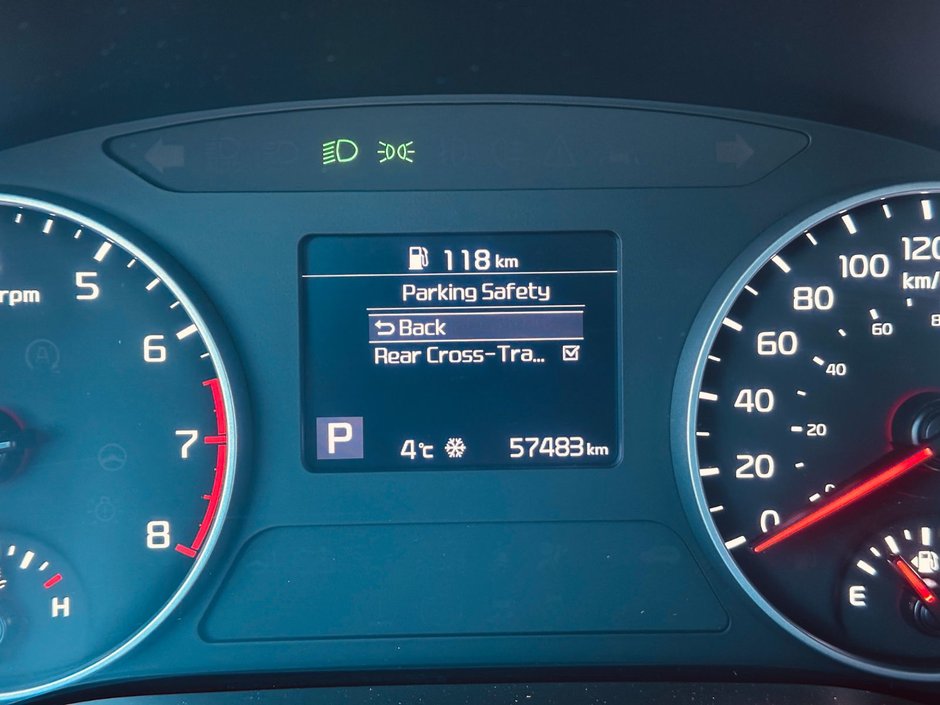 118 km
Parking Safety
Back
Rear Cross-Tra...
P
4°C
57483 km
rpm
5
6
7
8
H
0
20
40
60
80
100
120
km/
20
40
60
8
E